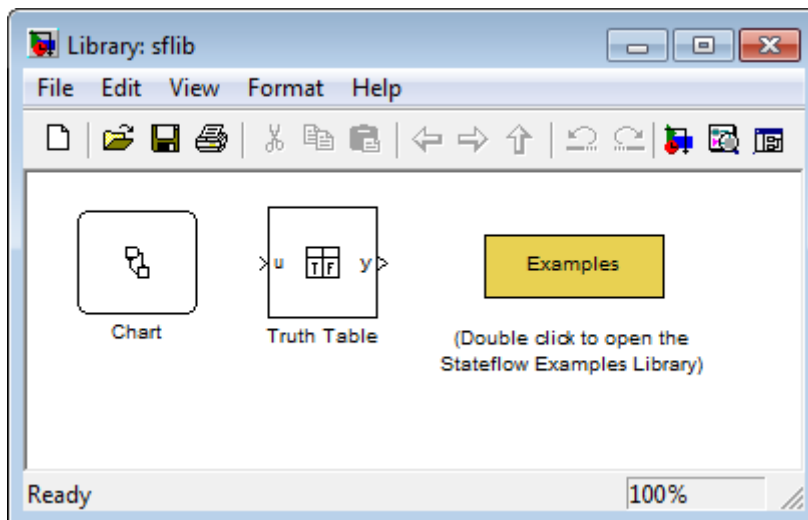 Library: sflib
File Edit View Format Help
u
T F
y
Examples
Chart
Truth Table
(Double click to open the
Stateflow Examples Library)
Ready
100%